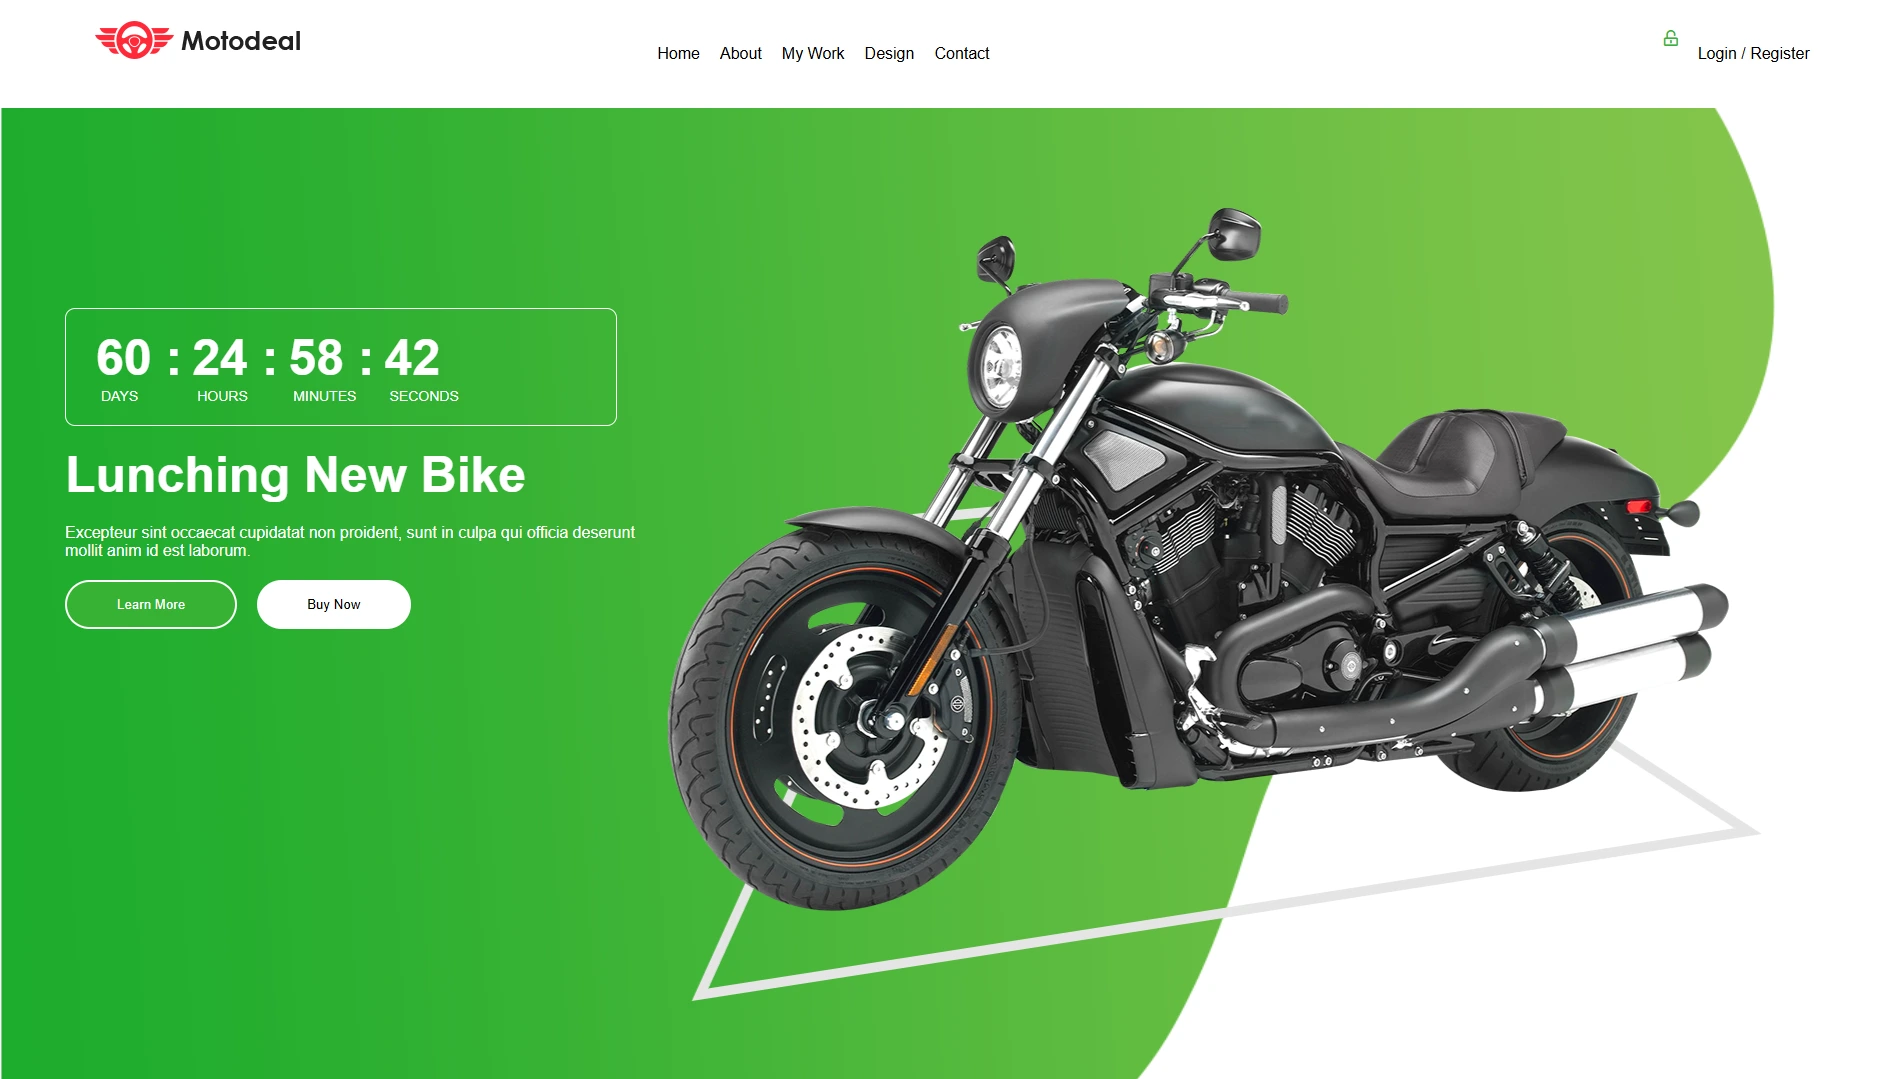 Motodeal
Home About My Work Design Contact
Login / Register
60 : 24 : 58 : 42
DAYS HOURS MINUTES SECONDS
Lunching New Bike
Excepteur sint occaecat cupidatat non proident, sunt in culpa qui officia deserunt
mollit anim id est laborum.
Learn More Buy Now